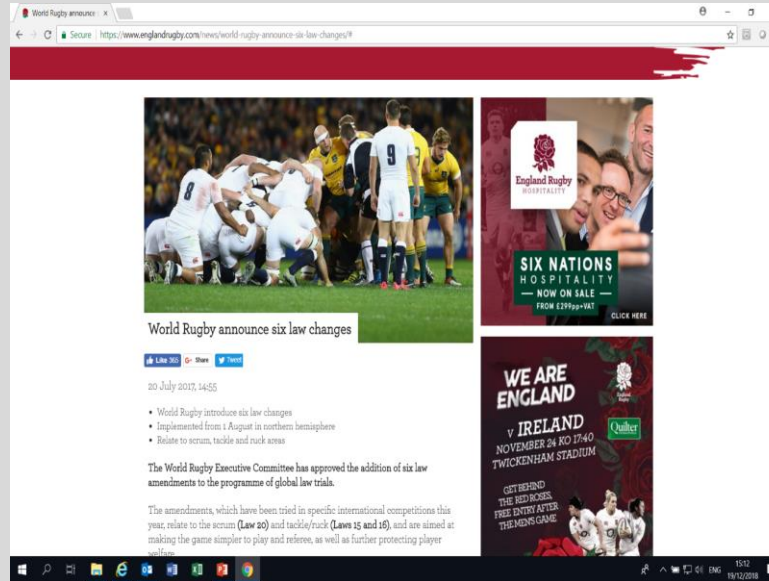 World Rugby announce
Secure | https://www.englandrugby.com/news/world-rugby-announce-six-law-changes/#
8
9
World Rugby announce six law changes
Like 365 G+ Share Tweet
20 July 2017, 14:55
• World Rugby introduce six law changes
• Implemented from 1 August in northern hemisphere
• Relate to scrum, tackle and ruck areas
The World Rugby Executive Committee has approved the addition of six law
amendments to the programme of global law trials.
The amendments, which have been tried in specific international competitions this
year, relate to the scrum (Law 20) and tackle/ruck (Laws 15 and 16), and are aimed at
making the game simpler to play and referee, as well as further protecting player
welfare
England Rugby
HOSPITALITY
SIX NATIONS
HOSPITALITY
— NOW ON SALE —
FROM £299pp+VAT
CLICK HERE
WE ARE
ENGLAND
England
Rugby
v IRELAND
Quilter
NOVEMBER 24 KO 17:40
TWICKENHAM STADIUM
GET BEHIND
THE RED ROSES,
FREE ENTRY AFTER
THE MEN'S GAME
ENG
15:12
19/12/2018